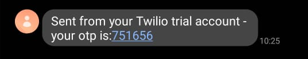 Sent from your Twilio trial account -
your otp is:751656
10:25